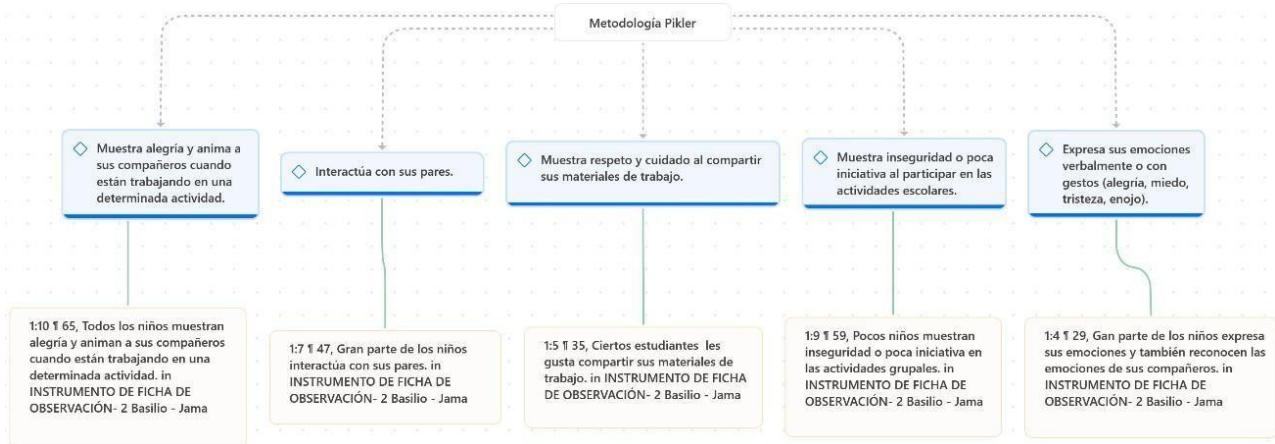 Metodología Pikler
Muestra alegría y anima a
sus compañeros cuando
están trabajando en una
determinada actividad.
Interactúa con sus pares.
Muestra respeto y cuidado al compartir
sus materiales de trabajo.
Muestra inseguridad o poca
iniciativa al participar en las
actividades escolares.
Expresa sus emociones
verbalmente o con
gestos (alegría, miedo,
tristeza, enojo).
1:10 ¶ 65, Todos los niños muestran
alegría y animan a sus compañeros
cuando están trabajando en una
determinada actividad. in
INSTRUMENTO DE FICHA DE
OBSERVACIÓN- 2 Basilio - Jama
1:7 ¶ 47, Gran parte de los niños
interactúa con sus pares. in
INSTRUMENTO DE FICHA DE
OBSERVACIÓN- 2 Basilio - Jama
1:5 ¶ 35, Ciertos estudiantes les
gusta compartir sus materiales de
trabajo. in INSTRUMENTO DE FICHA
DE OBSERVACIÓN- 2 Basilio - Jama
1:9 ¶ 59, Pocos niños muestran
inseguridad o poca iniciativa en
las actividades grupales. in
INSTRUMENTO DE FICHA DE
OBSERVACIÓN- 2 Basilio - Jama
1:4 ¶ 29, Gan parte de los niños expresa
sus emociones y también reconocen las
emociones de sus compañeros. in
INSTRUMENTO DE FICHA DE
OBSERVACIÓN- 2 Basilio - Jama